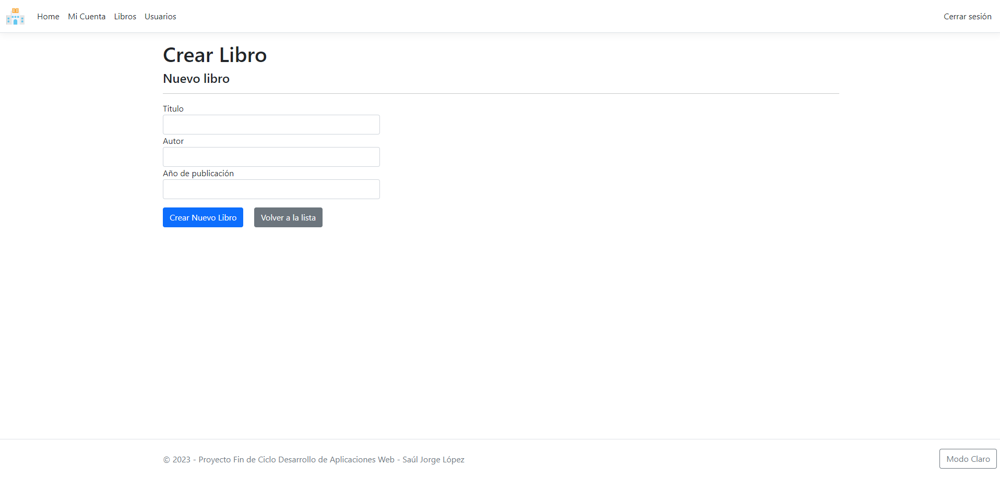 Home Mi Cuenta Libros Usuarios Cerrar sesión
Crear Libro
Nuevo libro
Titulo
Autor
Año de publicación
Crear Nuevo Libro Volver a la lista
© 2023 - Proyecto Fin de Ciclo Desarrollo de Aplicaciones Web - Saúl Jorge López Modo Claro